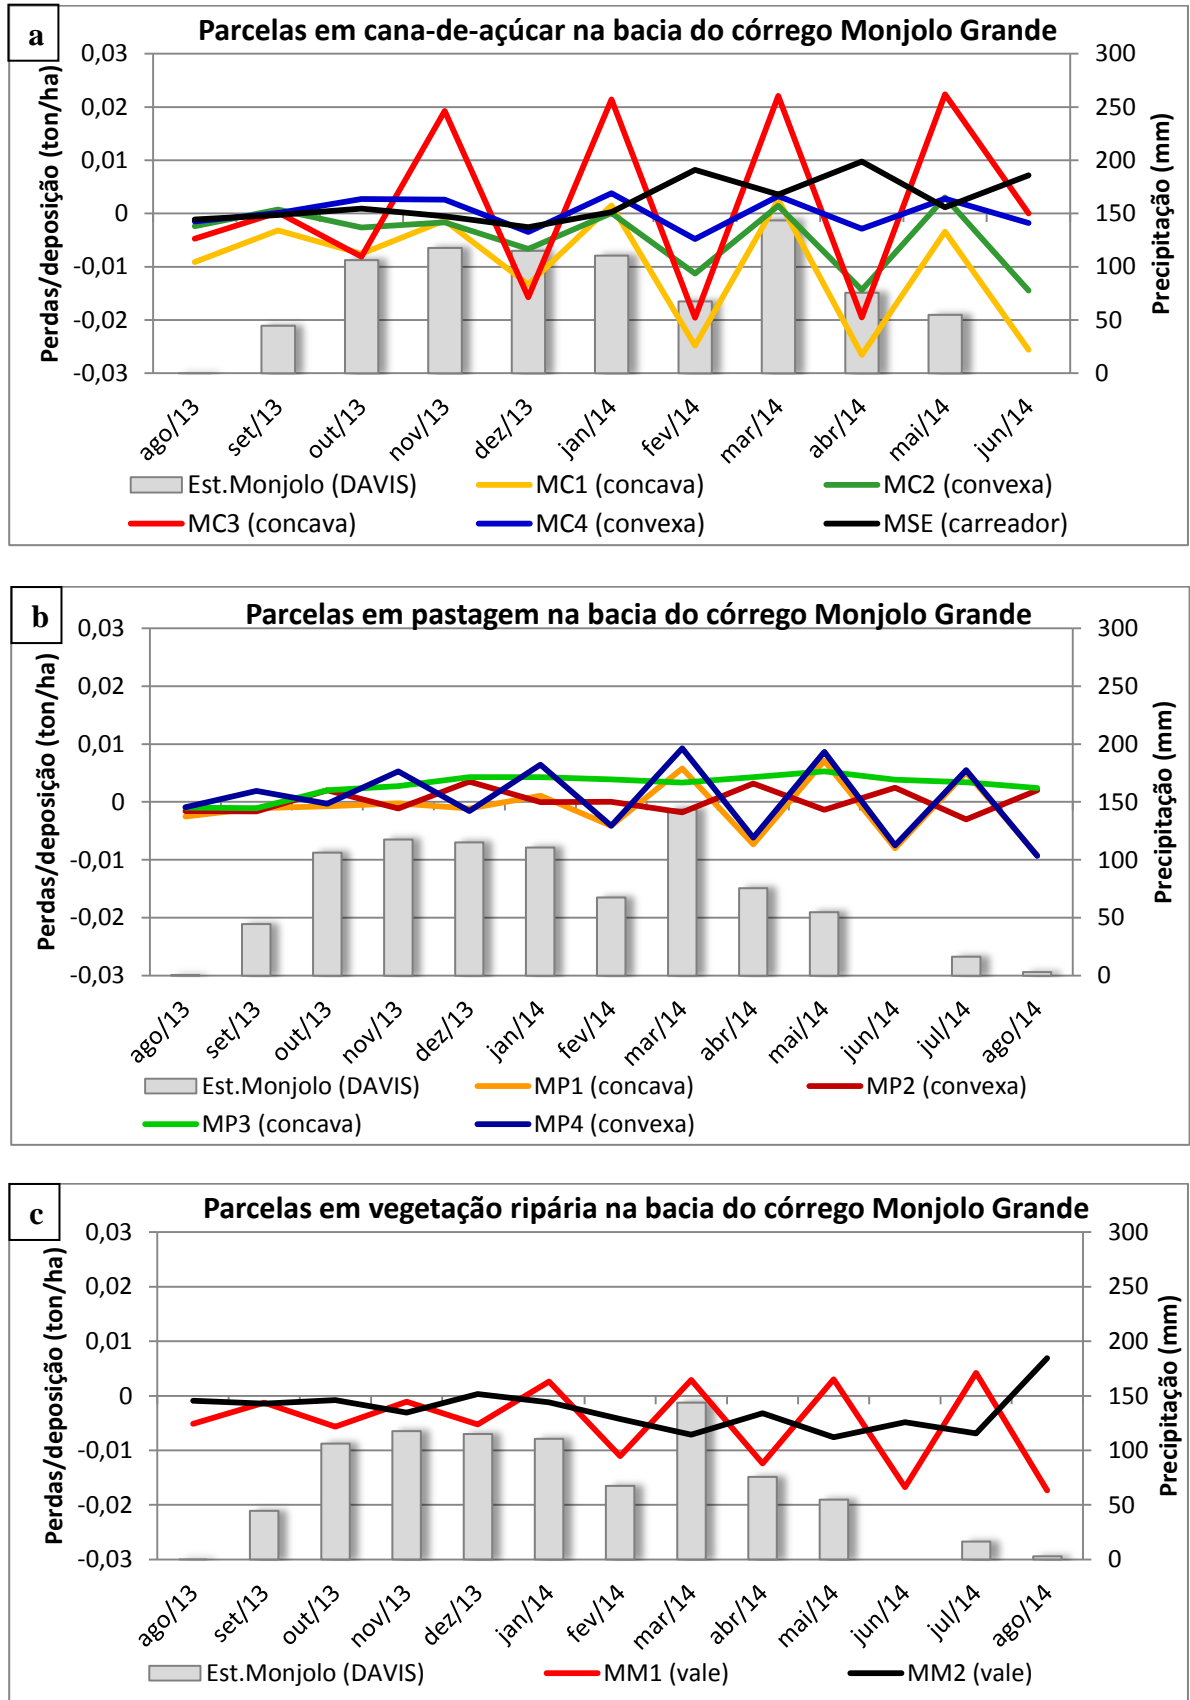 a
Parcelas em cana-de-açúcar na bacia do córrego Monjolo Grande
Perdas/deposição (ton/ha)
0,03
0,02
0,01
0
-0,01
-0,02
-0,03
300
250
200
150
100
50
0
Precipitação (mm)
ago/13 set/13 out/13 nov/13 dez/13 jan/14 fev/14 mar/14 abr/14 mai/14 jun/14
Est.Monjolo (DAVIS) MC1 (concava) MC2 (convexa)
MC3 (concava) MC4 (convexa) MSE (carreador)
b
Parcelas em pastagem na bacia do córrego Monjolo Grande
Perdas/deposição (ton/ha)
0,03
0,02
0,01
0
-0,01
-0,02
-0,03
300
250
200
150
100
50
0
Precipitação (mm)
ago/13 set/13 out/13 nov/13 dez/13 jan/14 fev/14 mar/14 abr/14 mai/14 jun/14 jul/14 ago/14
Est.Monjolo (DAVIS) MP1 (concava) MP2 (convexa)
MP3 (concava) MP4 (convexa)
c
Parcelas em vegetação ripária na bacia do córrego Monjolo Grande
Perdas/deposição (ton/ha)
0,03
0,02
0,01
0
-0,01
-0,02
-0,03
300
250
200
150
100
50
0
Precipitação (mm)
ago/13 set/13 out/13 nov/13 dez/13 jan/14 fev/14 mar/14 abr/14 mai/14 jun/14 jul/14 ago/14
Est.Monjolo (DAVIS) MM1 (vale) MM2 (vale)